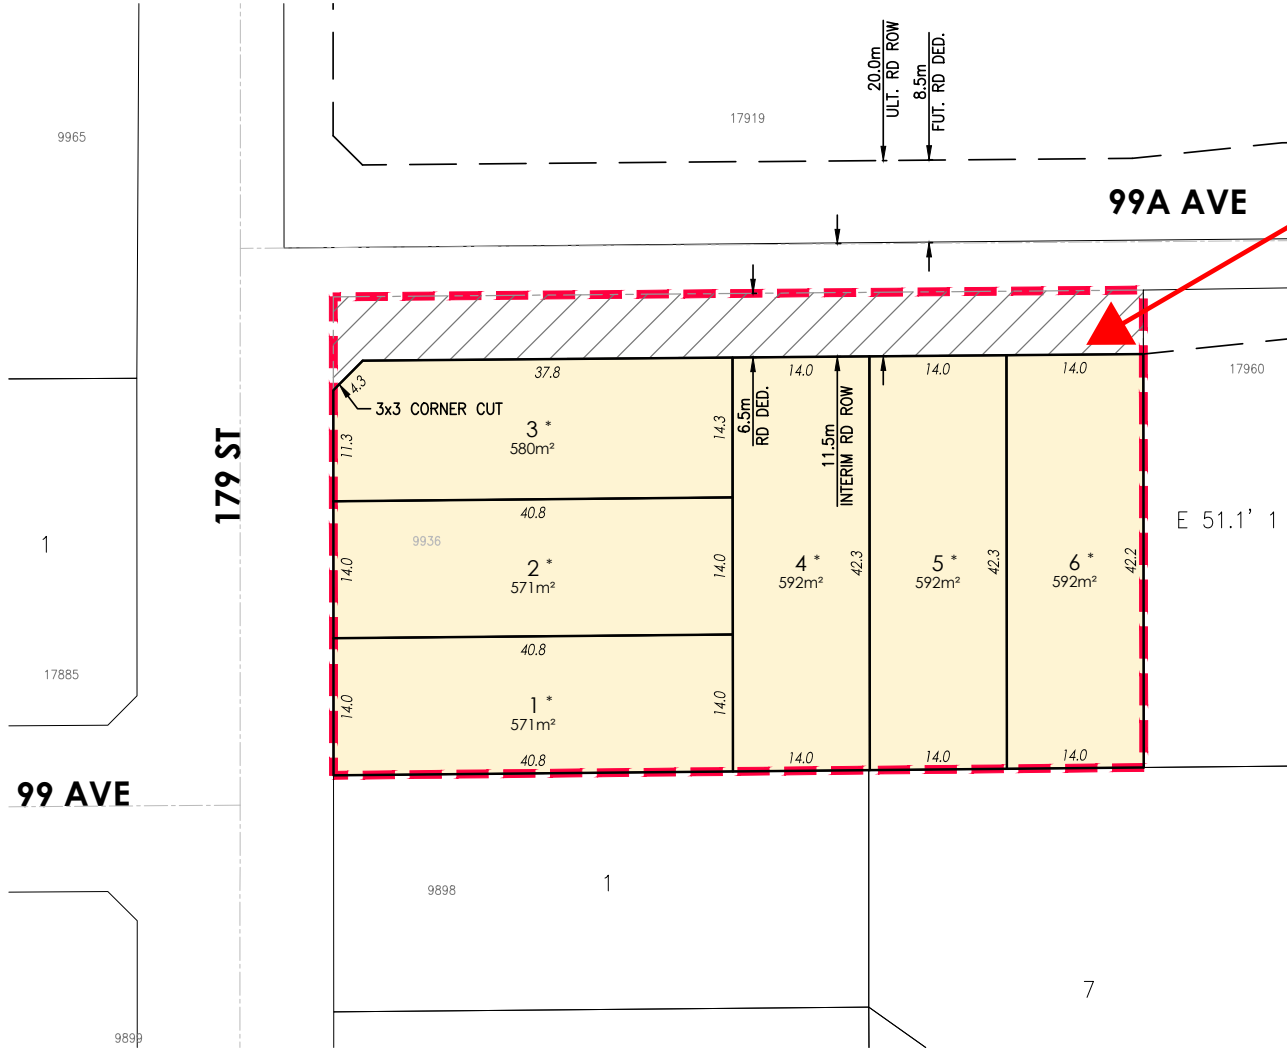 20.0m
ULT. RD ROW
8.5m
FUT. RD DED.
17919
9965
99A AVE
37.8
14.0
14.0
14.0
17960
4.3
3x3 CORNER CUT
6.5m
RD DED.
11.5m
INTERIM RD ROW
3 *
580m²
11.3
14.3
179 ST
40.8
9936
1
E 51.1' 1
2 *
571m²
14.0
14.0
4 *
592m²
42.3
5 *
592m²
42.3
6 *
592m²
42.2
40.8
17885
1 *
571m²
14.0
14.0
40.8
14.0
14.0
14.0
99 AVE
9898
1
7
9899